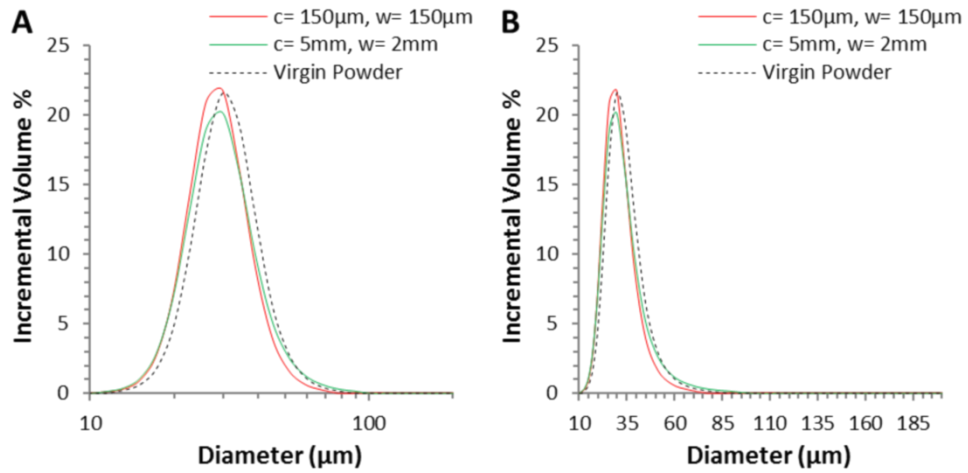 A
c= 150µm, w= 150µm
c= 5mm, w= 2mm
Virgin Powder
Incremental Volume %
25
20
15
10
5
0
10
100
Diameter (µm)
B
c= 150µm, w= 150µm
c= 5mm, w= 2mm
Virgin Powder
Incremental Volume %
25
20
15
10
5
0
10 35 60 85 110 135 160 185
Diameter (µm)